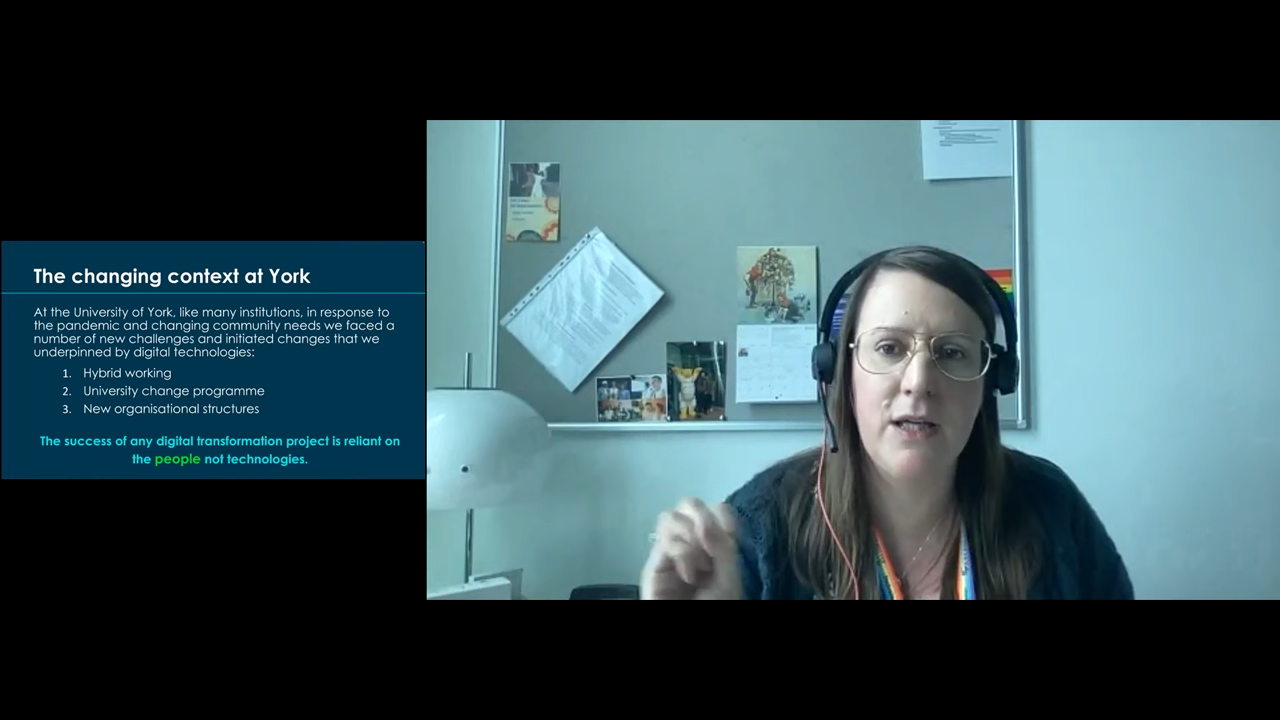 The changing context at York
At the University of York, like many institutions, in response to
the pandemic and changing community needs we faced a
number of new challenges and initiated changes that we
underpinned by digital technologies:
1. Hybrid working
2. University change programme
3. New organisational structures
The success of any digital transformation project is reliant on
the people not technologies.